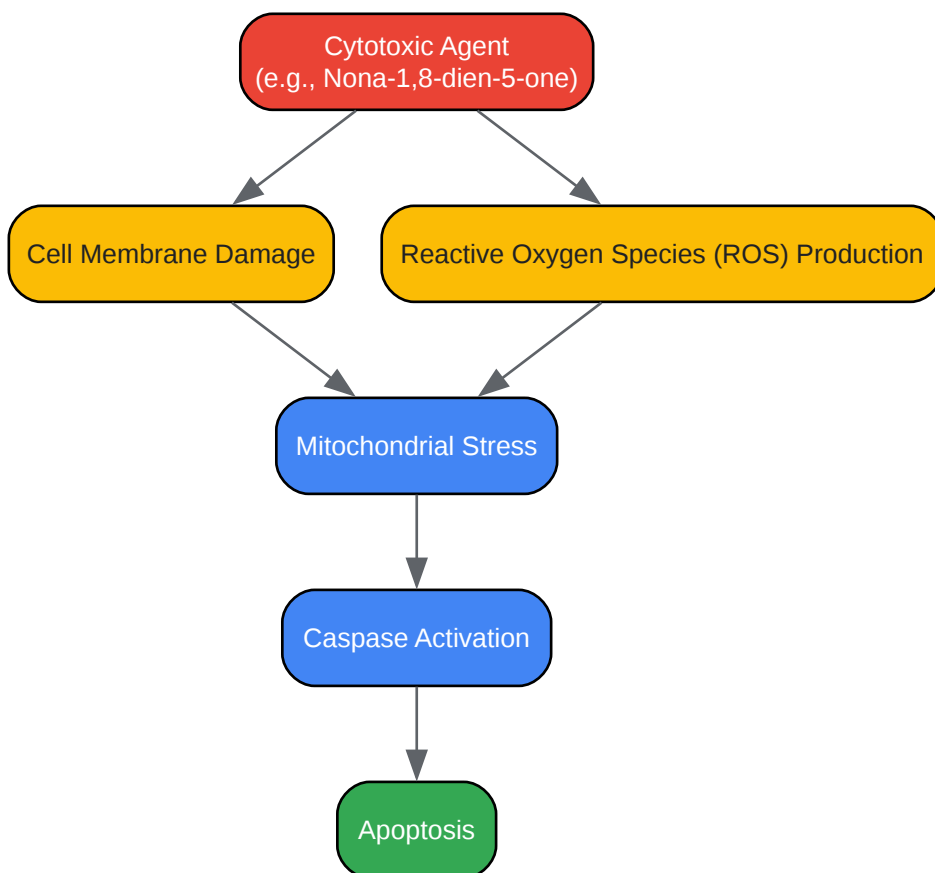 Cytotoxic Agent
(e.g., Nona-1,8-dien-5-one)
Cell Membrane Damage
Reactive Oxygen Species (ROS) Production
Mitochondrial Stress
Caspase Activation
Apoptosis